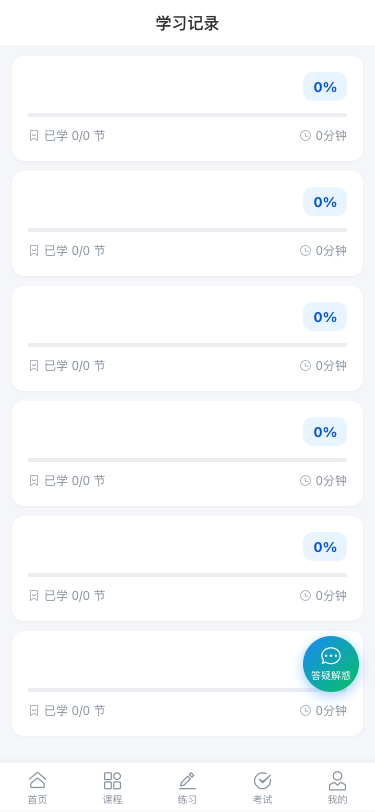 学习记录
0%
已学 0/0 节 0分钟
0%
已学 0/0 节 0分钟
0%
已学 0/0 节 0分钟
0%
已学 0/0 节 0分钟
0%
已学 0/0 节 0分钟
答疑解惑
已学 0/0 节 0分钟
首页 课程 练习 考试 我的